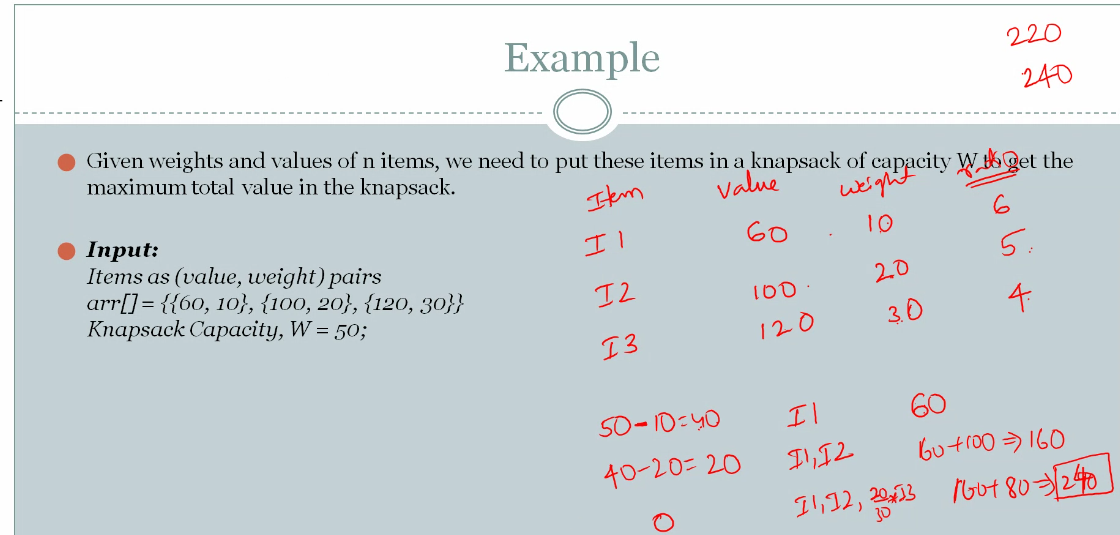 220
Example
240
Given weights and values of n items, we need to put these items in a knapsack of capacity W to get the
maximum total value in the knapsack.
Item value weight ratio
I1 60 10 6
Input:
Items as (value, weight) pairs
arr[] = {{60, 10}, {100, 20}, {120, 30}}
Knapsack Capacity, W = 50;
I2 100 20 5
I3 120 30 4
50-10=40 I1 60
40-20=20 I1,I2 60+100⇒160
0 I1,I2,20/30*I3 160+80⇒240